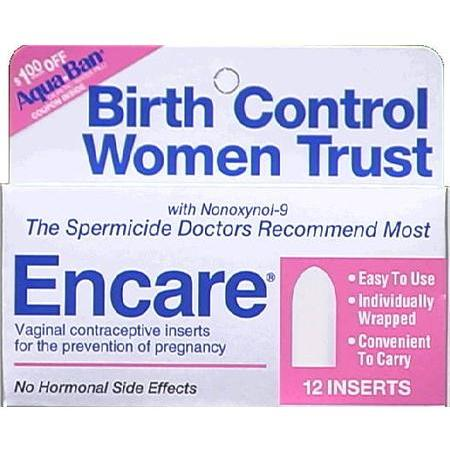 $1.00 OFF
Aqua·Ban®
COUPON INSIDE
Birth Control
Women Trust
with Nonoxynol-9
The Spermicide Doctors Recommend Most
Encare®
Vaginal contraceptive inserts
for the prevention of pregnancy
No Hormonal Side Effects
• Easy To Use
• Individually
Wrapped
• Convenient
To Carry
12 INSERTS